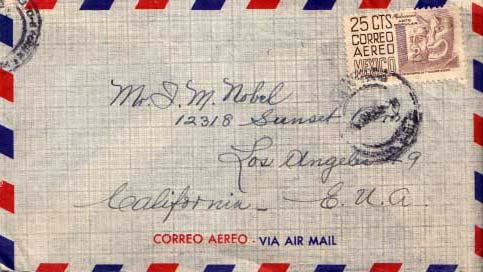 25 CTS
CORREO
AEREO
MEXICO
Mr. I. M. Nobel
12318 Sunset
Los Angeles 49
California - E. U. A.
CORREO AEREO - VIA AIR MAIL